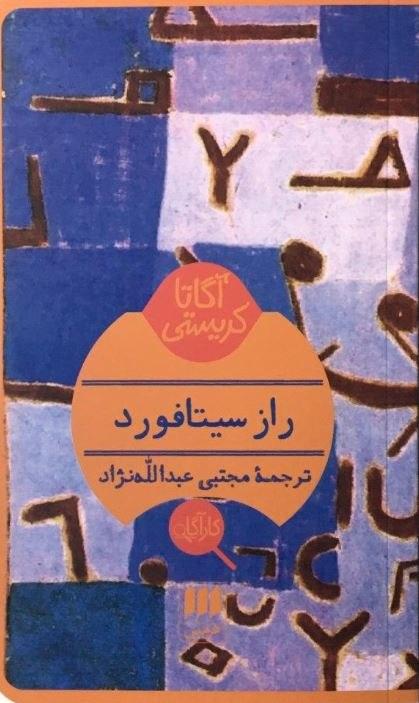 آگاتا
کریستی
راز سیتافورد
ترجمهٔ مجتبی عبدالله‌نژاد
کارآگاه